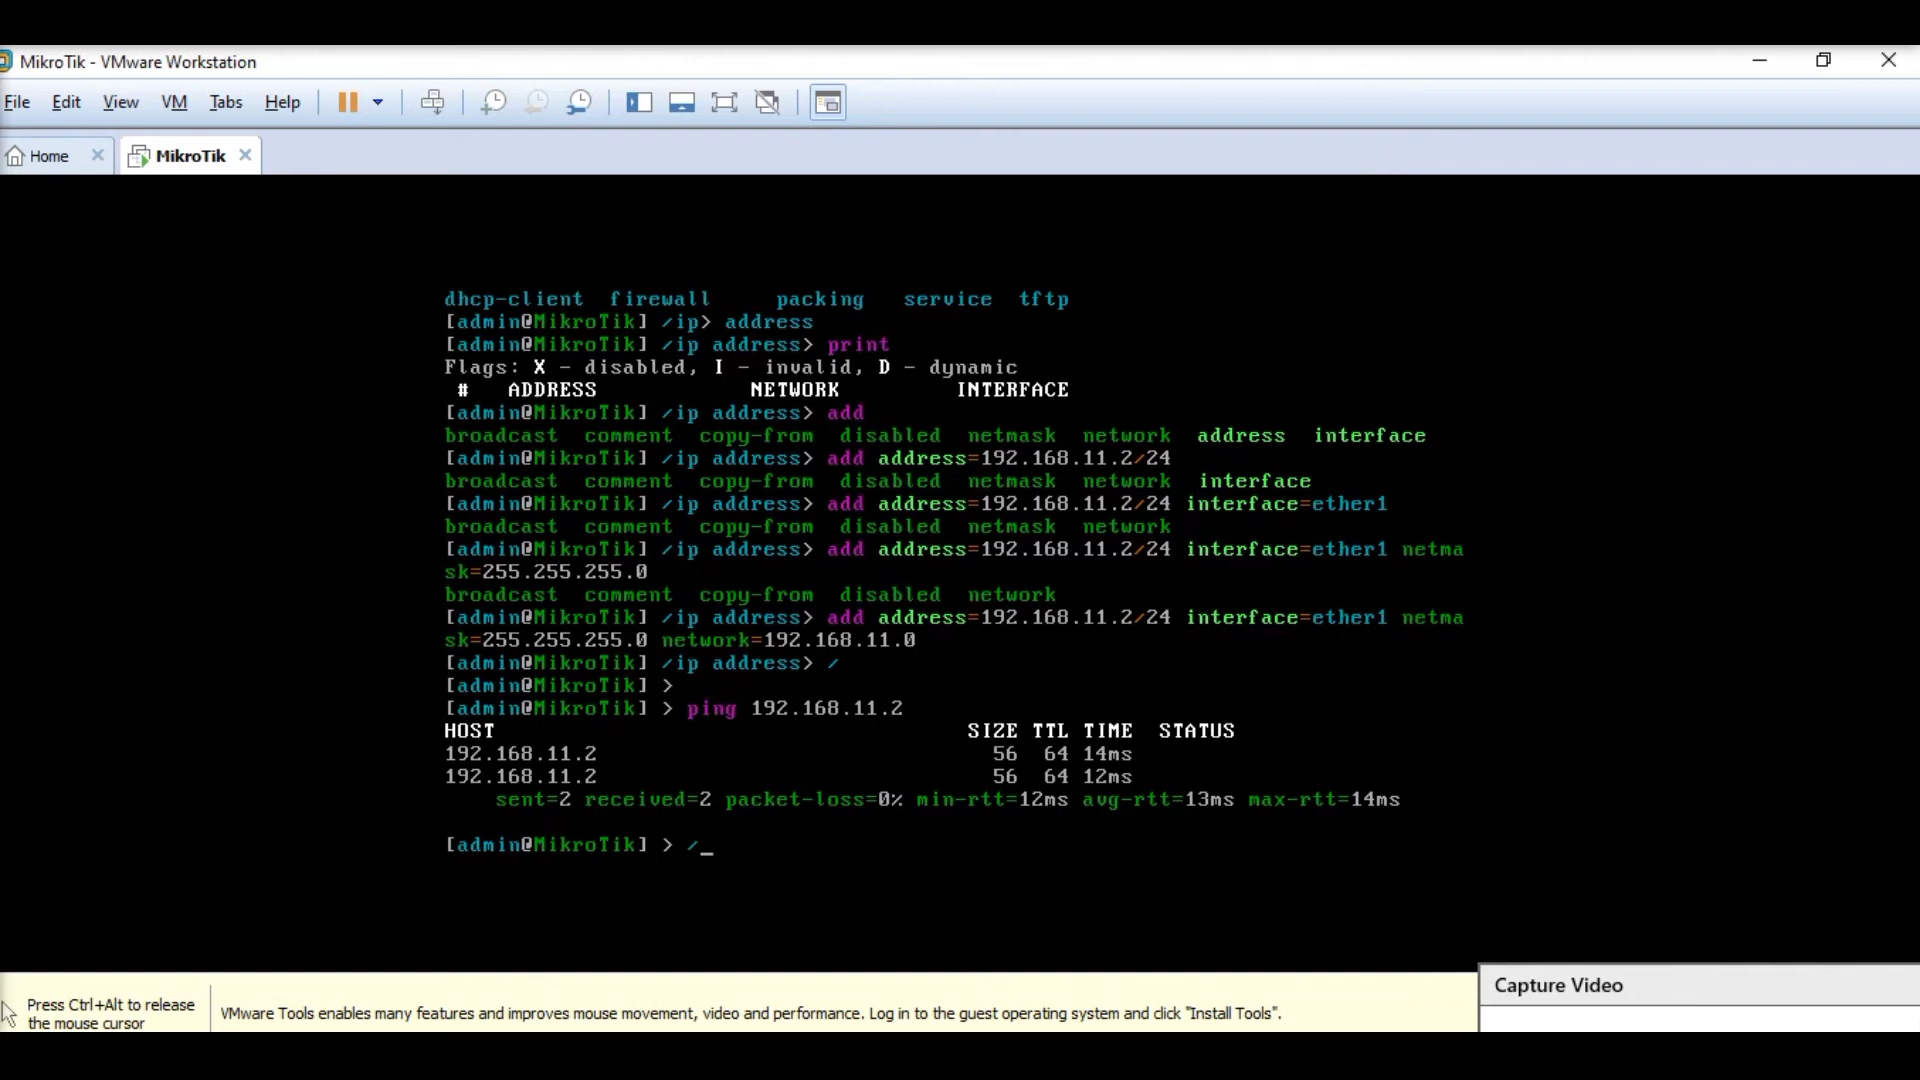 MikroTik - VMware Workstation
File Edit View VM Tabs Help
Home MikroTik
dhcp-client firewall packing service tftp
[admin@MikroTik] /ip> address
[admin@MikroTik] /ip address> print
Flags: X - disabled, I - invalid, D - dynamic
# ADDRESS NETWORK INTERFACE
[admin@MikroTik] /ip address> add
broadcast comment copy-from disabled netmask network address interface
[admin@MikroTik] /ip address> add address=192.168.11.2/24
broadcast comment copy-from disabled netmask network interface
[admin@MikroTik] /ip address> add address=192.168.11.2/24 interface=ether1
broadcast comment copy-from disabled netmask network
[admin@MikroTik] /ip address> add address=192.168.11.2/24 interface=ether1 netma
sk=255.255.255.0
broadcast comment copy-from disabled network
[admin@MikroTik] /ip address> add address=192.168.11.2/24 interface=ether1 netma
sk=255.255.255.0 network=192.168.11.0
[admin@MikroTik] /ip address> /
[admin@MikroTik] >
[admin@MikroTik] > ping 192.168.11.2
HOST SIZE TTL TIME STATUS
192.168.11.2 56 64 14ms
192.168.11.2 56 64 12ms
sent=2 received=2 packet-loss=0% min-rtt=12ms avg-rtt=13ms max-rtt=14ms
[admin@MikroTik] > /_
Press Ctrl+Alt to release
the mouse cursor
VMware Tools enables many features and improves mouse movement, video and performance. Log in to the guest operating system and click "Install Tools".
Capture Video